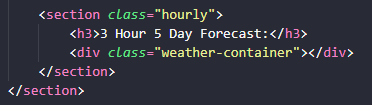 <section class="hourly">
<h3>3 Hour 5 Day Forecast:</h3>
<div class="weather-container"></div>
</section>
</section>